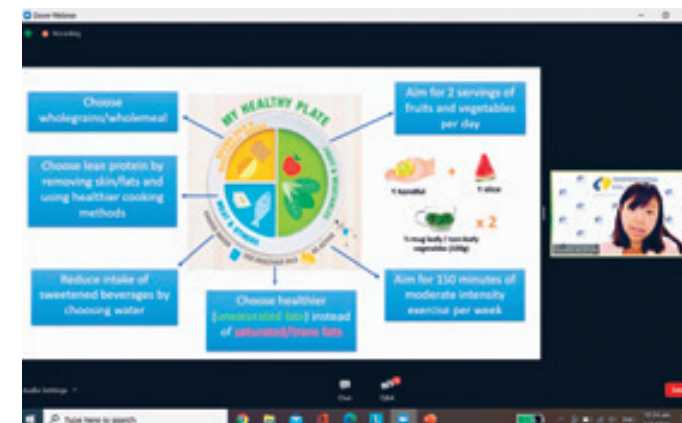 Zoom Webinar
Recording
Choose
wholegrains/wholemeal
Choose lean protein by
removing skin/fats and
using healthier cooking
methods
Reduce intake of
sweetened beverages by
choosing water
MY HEALTHY PLATE
Choose healthier
(unsaturated fats) instead
of saturated/trans fats
Aim for 2 servings of
fruits and vegetables
per day
1 handful
+
1 slice
x 2
¾ mug leafy / non-leafy
vegetables (100g)
Aim for 150 minutes of
moderate intensity
exercise per week
Audio Settings
Chat
Q&A
Type here to search